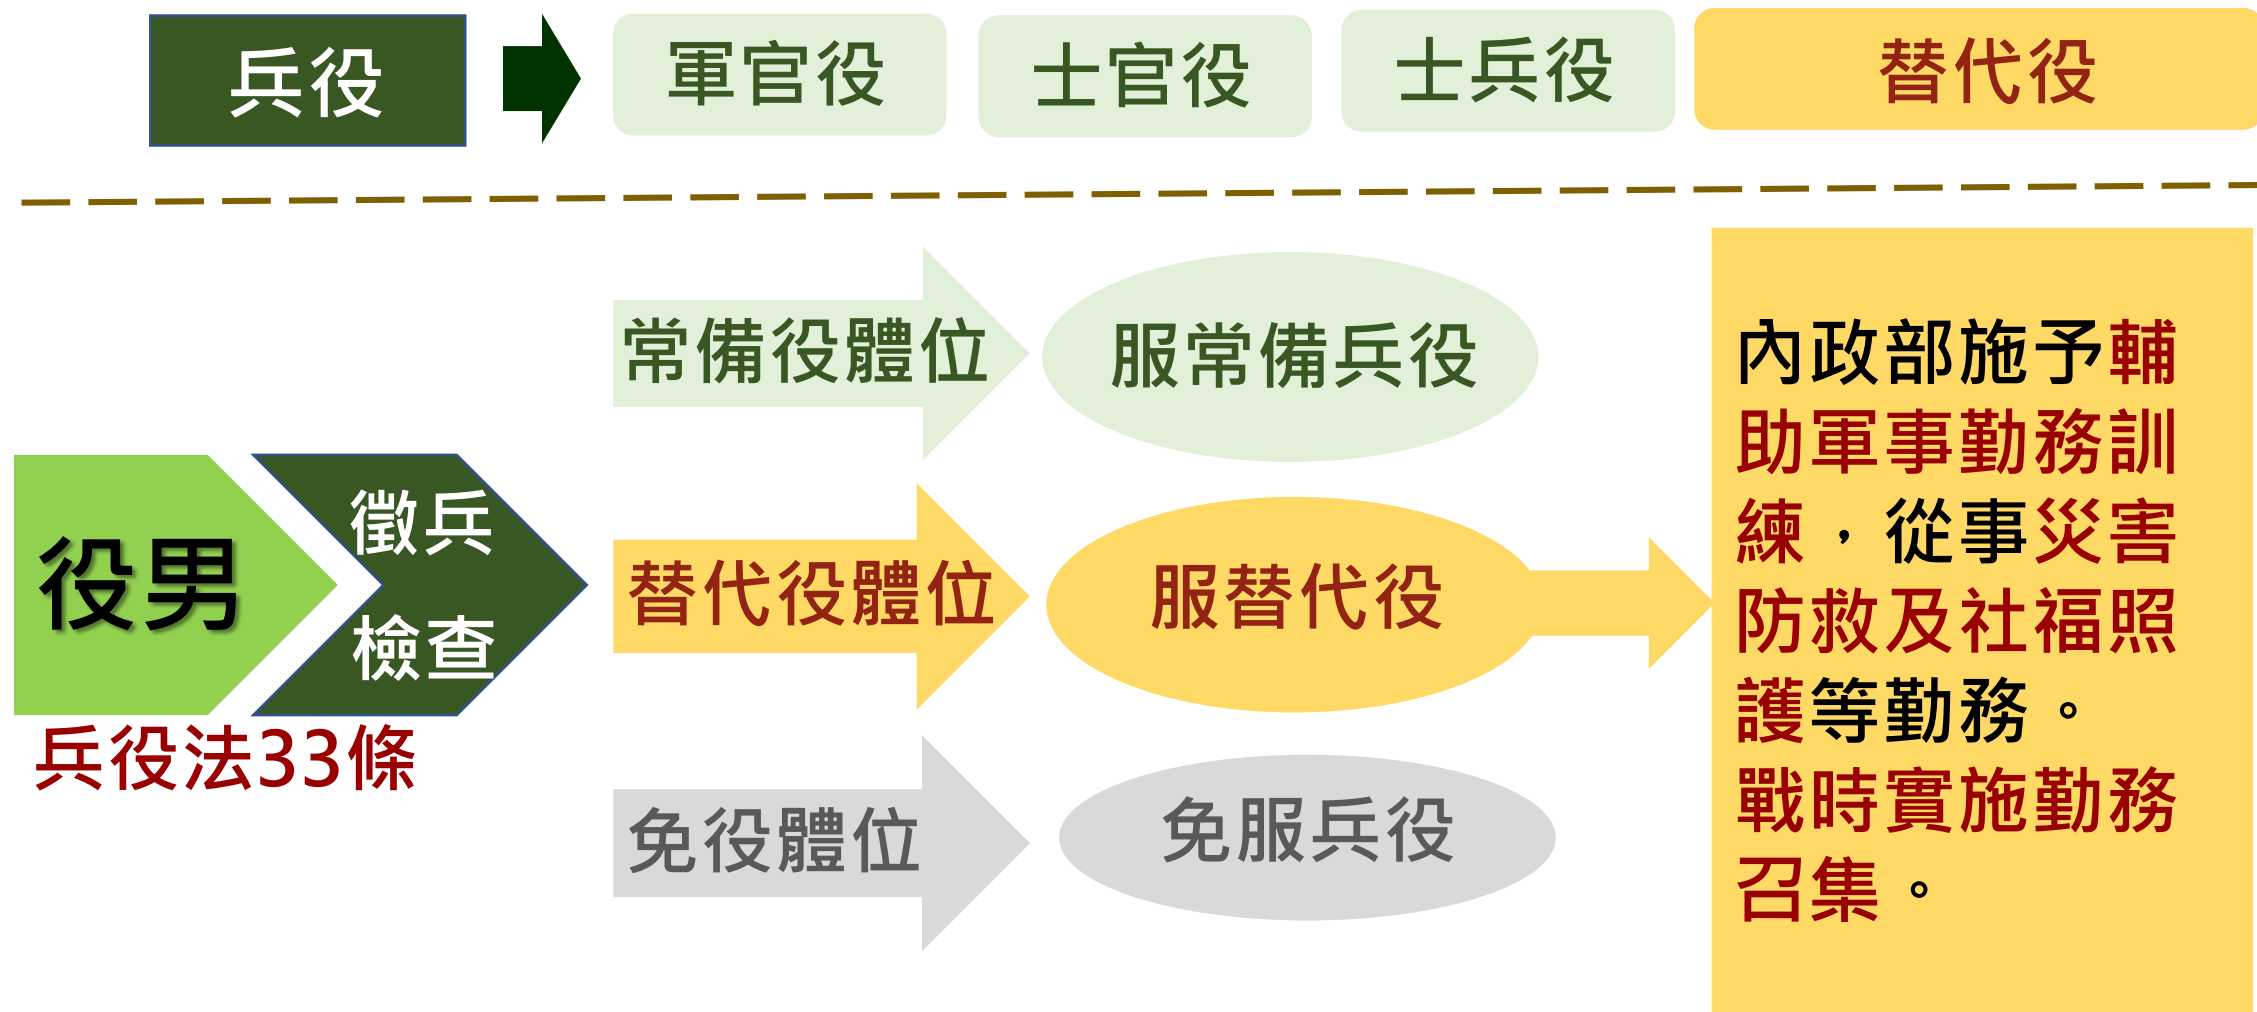 兵役
軍官役
士官役
士兵役
替代役
役男
徵兵
檢查
兵役法33條
常備役體位
服常備兵役
替代役體位
服替代役
免役體位
免服兵役
內政部施予輔
助軍事勤務訓
練，從事災害
防救及社福照
護等勤務。
戰時實施勤務
召集。